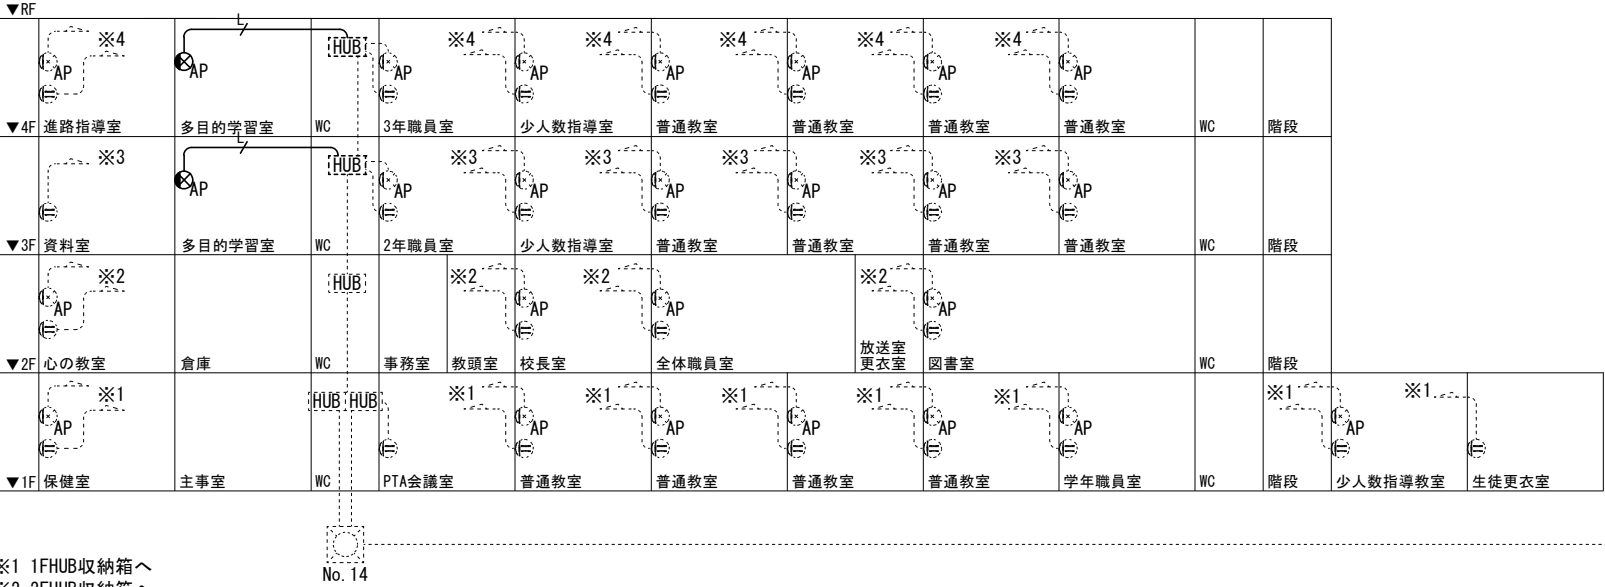 ▼RF
L
※4 HUB ※4 ※4 ※4 ※4 ※4
AP AP AP AP AP AP AP AP
▼4F 進路指導室 多目的学習室 WC 3年職員室 少人数指導室 普通教室 普通教室 普通教室 普通教室 WC 階段
L
※3 HUB ※3 ※3 ※3 ※3 ※3
AP AP AP AP AP AP AP
▼3F 資料室 多目的学習室 WC 2年職員室 少人数指導室 普通教室 普通教室 普通教室 普通教室 WC 階段
※2 HUB ※2 ※2 ※2
AP AP AP AP
放送室
▼2F 心の教室 倉庫 WC 事務室 教頭室 校長室 全体職員室 更衣室 図書室 WC 階段
※1 HUB HUB ※1 ※1 ※1 ※1 ※1 ※1 ※1
AP AP AP AP AP AP AP
▼1F 保健室 主事室 WC PTA会議室 普通教室 普通教室 普通教室 普通教室 学年職員室 WC 階段 少人数指導教室 生徒更衣室
※1 1FHUB収納箱へ
No.14